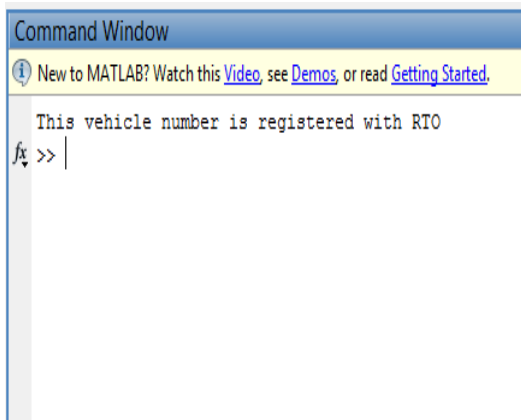 Command Window
New to MATLAB? Watch this Video, see Demos, or read Getting Started.
This vehicle number is registered with RTO
fx >>